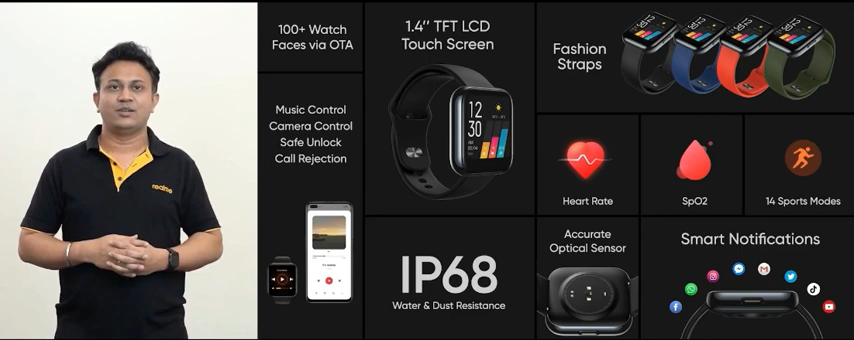 realme
100+ Watch
Faces via OTA
Music Control
Camera Control
Safe Unlock
Call Rejection
1.4’’ TFT LCD
Touch Screen
12
30
IP68
Water & Dust Resistance
Fashion
Straps
Heart Rate
SpO2
14 Sports Modes
Accurate
Optical Sensor
Smart Notifications